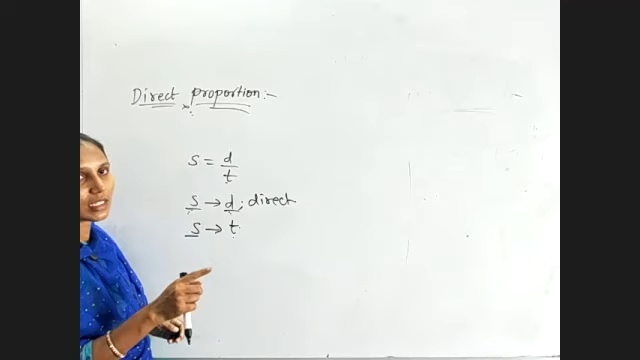 Direct proportion:-
s = d/t
s → d : direct
s → t